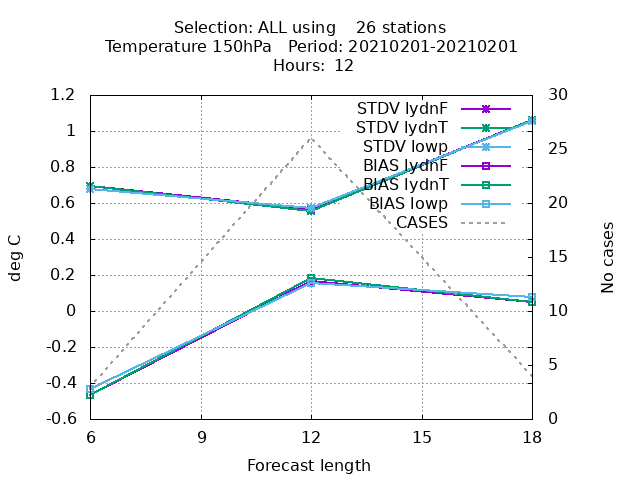 Selection: ALL using    26 stations
Temperature 150hPa   Period: 20210201-20210201
Hours:  12
1.2
1
0.8
0.6
0.4
0.2
0
-0.2
-0.4
-0.6
deg C
30
25
20
15
10
5
0
No cases
STDV lydnF
STDV lydnT
STDV lowp
BIAS lydnF
BIAS lydnT
BIAS lowp
CASES
6 9 12 15 18
Forecast length